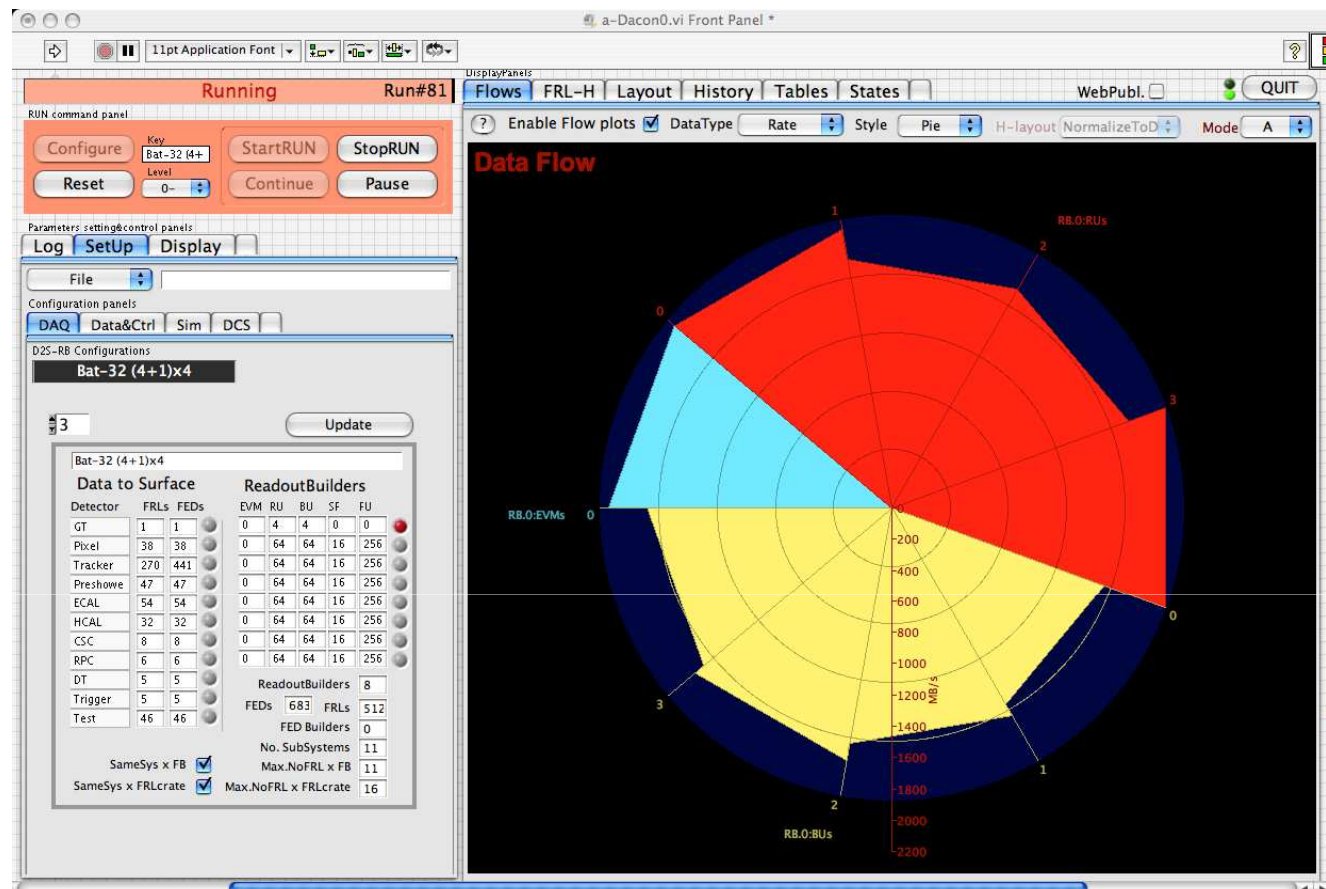 a-Dacon0.vi Front Panel *
11pt Application Font
?
Running Run#81
RUN command panel
Configure
Key
Bat-32 (4+
StartRUN
StopRUN
Reset
Level
0-
Continue
Pause
Parameters setting&control panels
Log SetUp Display
File
Configuration panels
DAQ Data&Ctrl Sim DCS
D2S-RB Configurations
Bat-32 (4+1)x4
3
Update
Bat-32 (4+1)x4
Data to Surface ReadoutBuilders
Detector FRLs FEDs EVM RU BU SF FU
GT 1 1 0 4 4 0 0
Pixel 38 38 0 64 64 16 256
Tracker 270 441 0 64 64 16 256
Preshowe 47 47 0 64 64 16 256
ECAL 54 54 0 64 64 16 256
HCAL 32 32 0 64 64 16 256
CSC 8 8 0 64 64 16 256
RPC 6 6 0 64 64 16 256
DT 5 5
Trigger 5 5
Test 46 46
ReadoutBuilders 8
FEDs 683 FRLs 512
FED Builders 0
No. SubSystems 11
SameSys x FB
Max.NoFRL x FB 11
SameSys x FRLcrate
Max.NoFRL x FRLcrate 16
DisplayPanels
Flows FRL-H Layout History Tables States
WebPubl.
QUIT
? Enable Flow plots DataType Rate Style Pie H-layout NormalizeToD Mode A
Data Flow
1
RB.0:RUs
2
0
3
RB.0:EVMs 0
0
200
400
600
800
1000
1200
1400
1600
1800
2000
2200
MB/s
0
3
1
2
RB.0:BUs